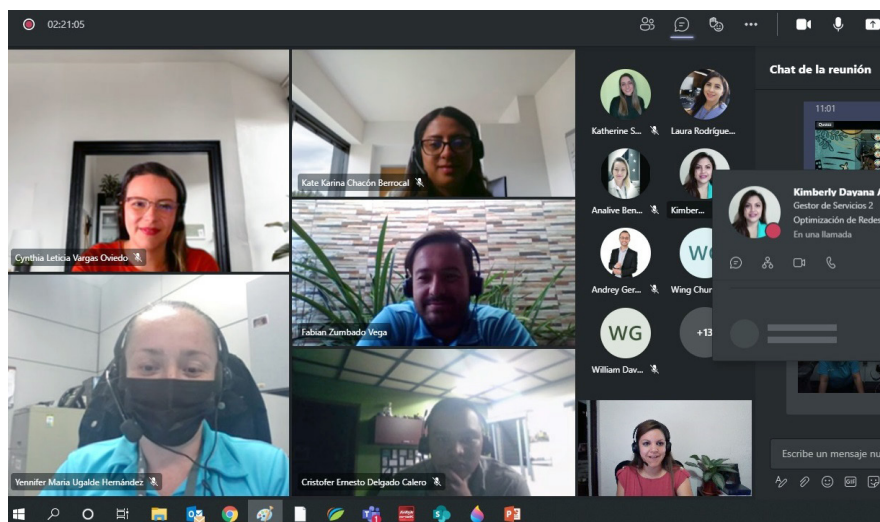 02:21:05
Chat de la reunión
11:01
Kate Karina Chacón Berrocal
Cynthia Leticia Vargas Oviedo
Fabian Zumbado Vega
Yennifer Maria Ugalde Hernández
Cristofer Ernesto Delgado Calero
Katherine S...
Laura Rodrígue...
Analive Ben...
Kimber...
Andrey Ger...
Wing Chu
WG
William Dav...
+13
Kimberly Dayana A
Gestor de Servicios 2
Optimización de Redes
En una llamada
Escribe un mensaje nu
GIF